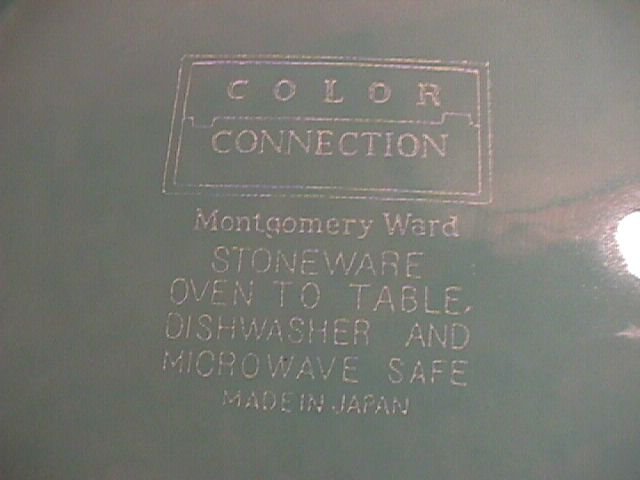 COLOR
CONNECTION
Montgomery Ward
STONEWARE
OVEN TO TABLE,
DISHWASHER AND
MICROWAVE SAFE
MADE IN JAPAN